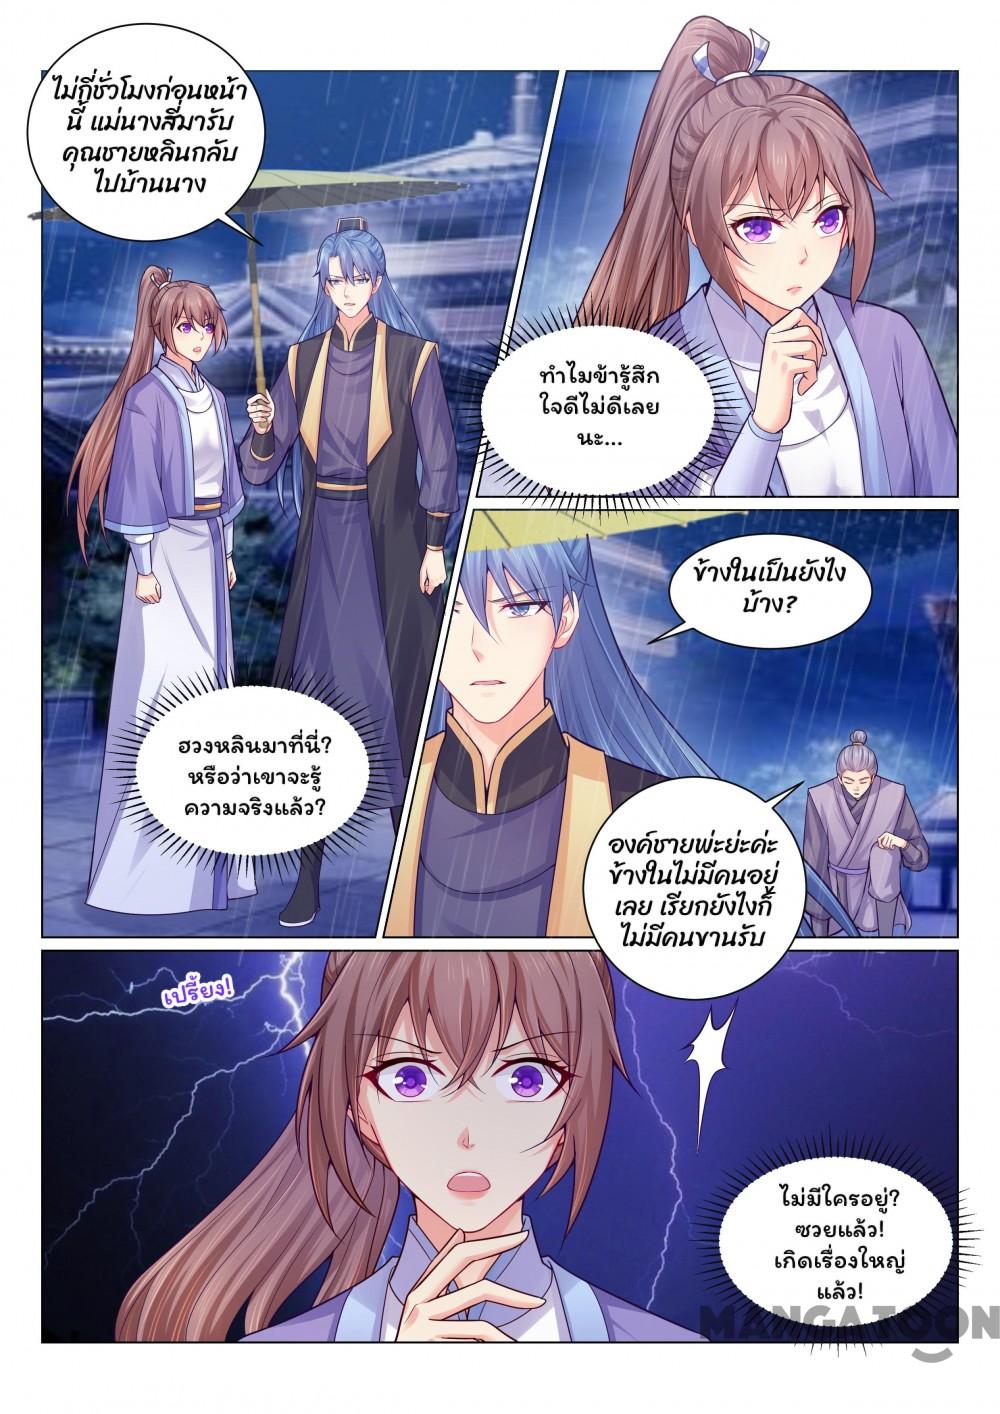 ไม่กี่ชั่วโมงก่อนหน้า
นี้ แม่นางสี่มารับ
คุณชายหลินกลับ
ไปบ้านนาง
ทำไมข้ารู้สึก
ใจดีไม่ดีเลย
นะ...
ข้างในเป็นยังไง
บ้าง?
ฮวงหลินมาที่นี่?
หรือว่าเขาจะรู้
ความจริงแล้ว?
องค์ชายพ่ะย่ะค่ะ
ข้างในไม่มีคนอยู่
เลย เรียกยังไงก็
ไม่มีคนขานรับ
เปรี้ยง!
ไม่มีใครอยู่?
ซวยแล้ว!
เกิดเรื่องใหญ่
แล้ว!
MANGATOON